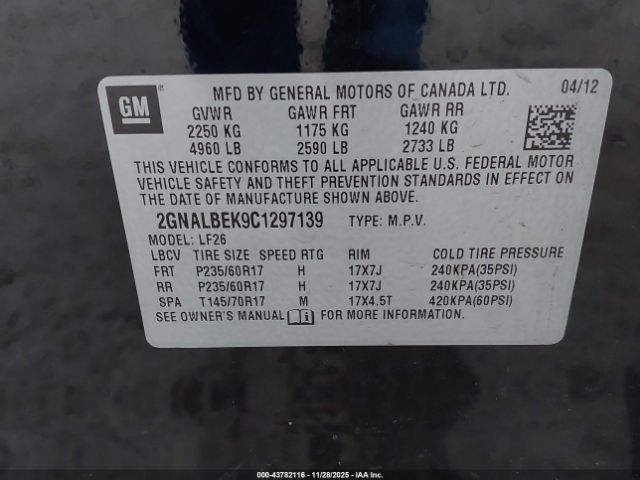 GM
MFD BY GENERAL MOTORS OF CANADA LTD. 04/12
GVWR GAWR FRT GAWR RR
2250 KG 1175 KG 1240 KG
4960 LB 2590 LB 2733 LB
THIS VEHICLE CONFORMS TO ALL APPLICABLE U.S. FEDERAL MOTOR
VEHICLE SAFETY AND THEFT PREVENTION STANDARDS IN EFFECT ON
THE DATE OF MANUFACTURE SHOWN ABOVE.
2GNALBEK9C1297139 TYPE: M.P.V.
MODEL: LF26
LBCV TIRE SIZE SPEED RTG RIM COLD TIRE PRESSURE
FRT P235/60R17 H 17X7J 240KPA(35PSI)
RR P235/60R17 H 17X7J 240KPA(35PSI)
SPA T145/70R17 M 17X4.5T 420KPA(60PSI)
SEE OWNER'S MANUAL FOR MORE INFORMATION.
000-43782116 - 11/28/2025 - IAA Inc.